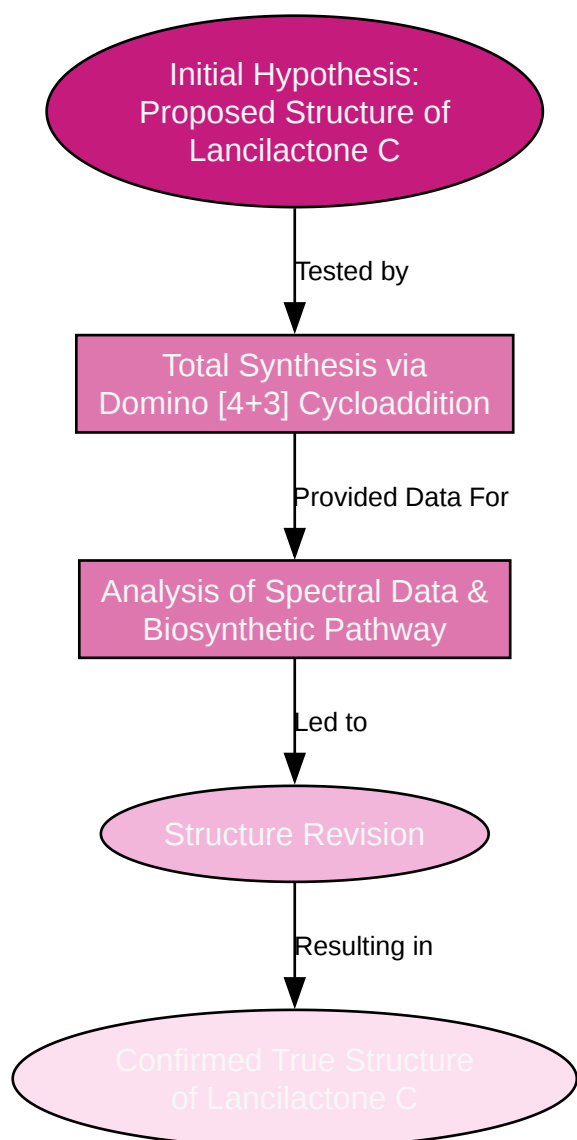 Initial Hypothesis:
Proposed Structure of
Lancilactone C
Tested by
Total Synthesis via
Domino [4+3] Cycloaddition
Provided Data For
Analysis of Spectral Data &
Biosynthetic Pathway
Led to
Structure Revision
Resulting in
Confirmed True Structure
of Lancilactone C